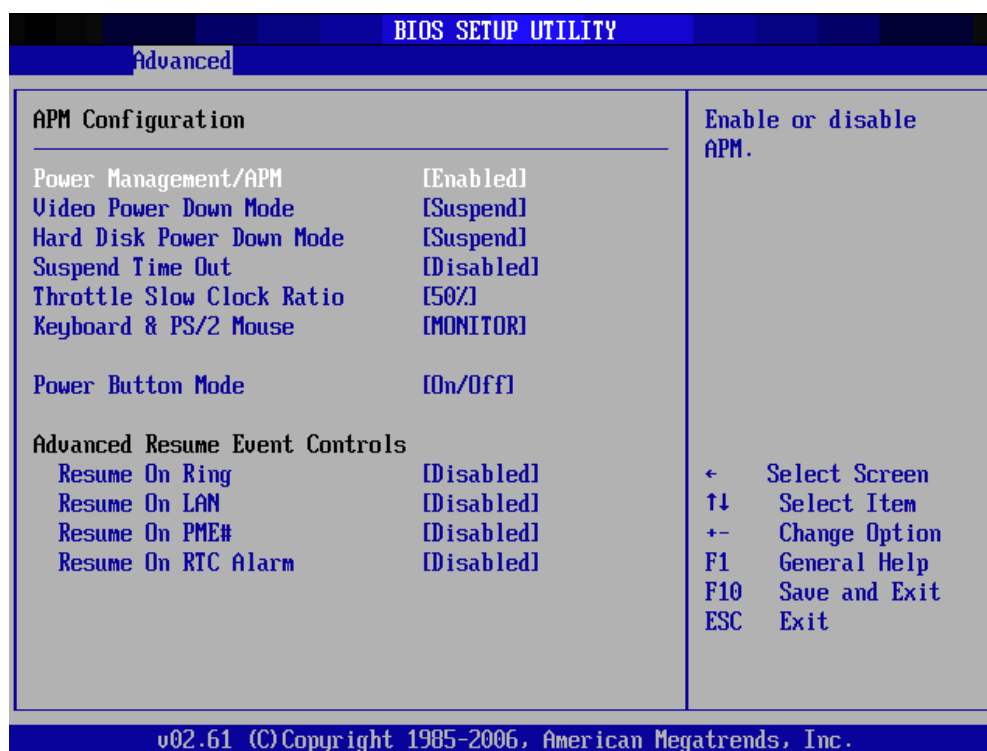 BIOS SETUP UTILITY
Advanced
APM Configuration
Power Management/APM [Enabled]
Video Power Down Mode [Suspend]
Hard Disk Power Down Mode [Suspend]
Suspend Time Out [Disabled]
Throttle Slow Clock Ratio [50%]
Keyboard & PS/2 Mouse [MONITOR]
Power Button Mode [On/Off]
Advanced Resume Event Controls
Resume On Ring [Disabled]
Resume On LAN [Disabled]
Resume On PME# [Disabled]
Resume On RTC Alarm [Disabled]
Enable or disable
APM.
← Select Screen
↑↓ Select Item
+- Change Option
F1 General Help
F10 Save and Exit
ESC Exit
v02.61 (C)Copyright 1985-2006, American Megatrends, Inc.